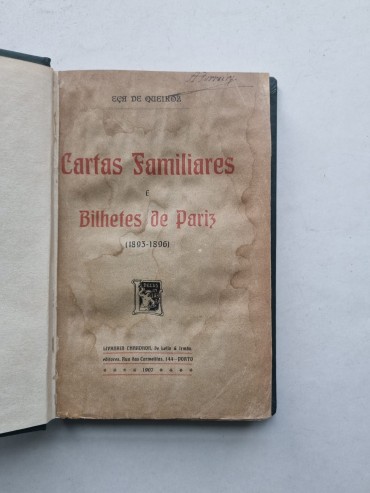 EÇA DE QUEIROZ
Cartas Familiares
E
Bilhetes de Pariz
(1893-1896)
LIVRARIA CHARDRON, de Lello & Irmão,
editores, Rua das Carmelitas, 144 - PORTO
1907